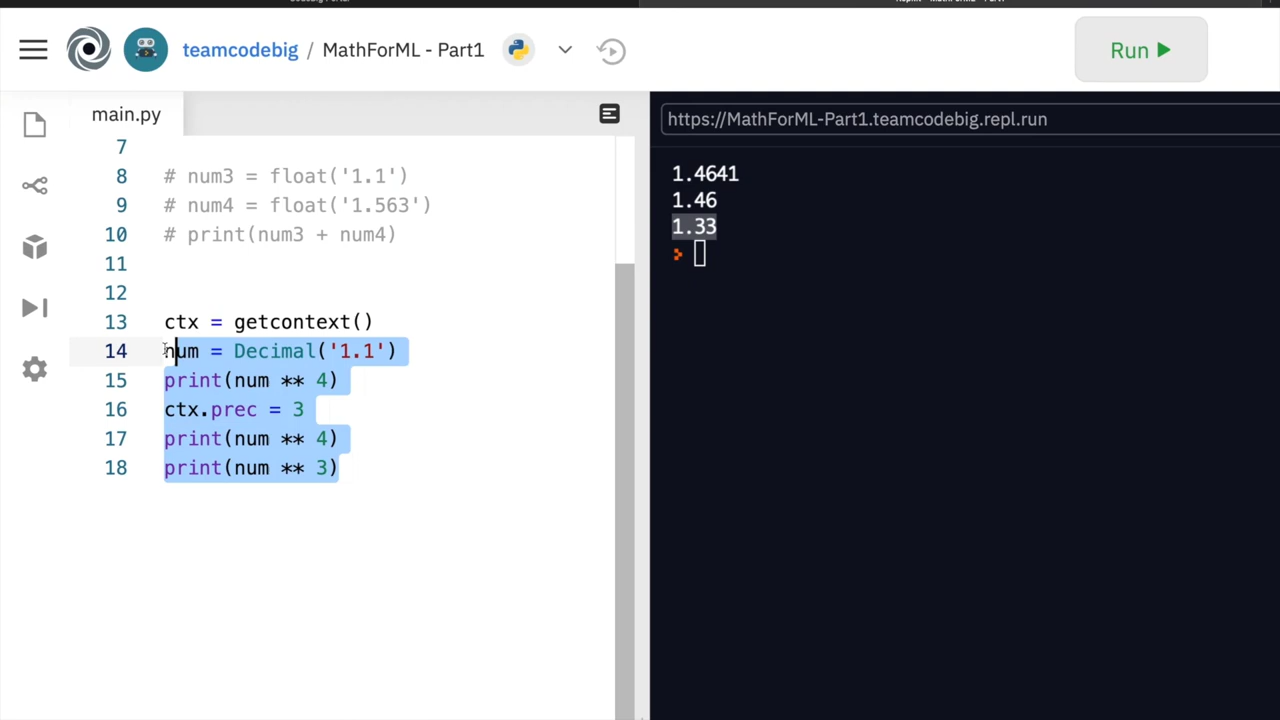 teamcodebig / MathForML - Part1
Run
main.py
https://MathForML-Part1.teamcodebig.repl.run
7
8 # num3 = float('1.1')
9 # num4 = float('1.563')
10 # print(num3 + num4)
11
12
13 ctx = getcontext()
14 num = Decimal('1.1')
15 print(num ** 4)
16 ctx.prec = 3
17 print(num ** 4)
18 print(num ** 3)
1.4641
1.46
1.33